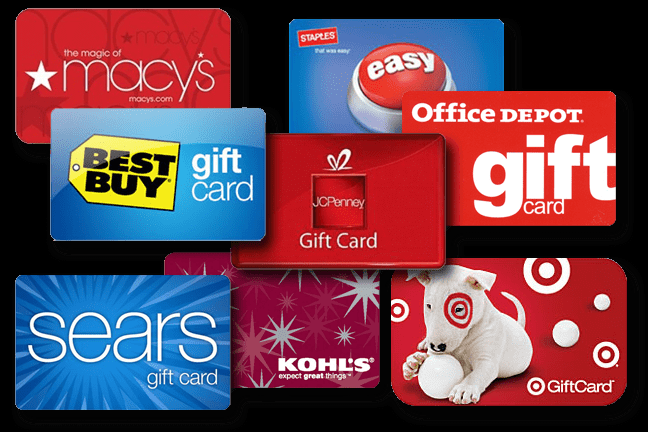 macy's
the magic of
macy's
macys.com
STAPLES
that was easy.
easy
Office DEPOT.
gift
card
BEST
BUY
gift
card
JCPenney
Gift Card
sears
gift card
KOHL'S
expect great things
GiftCard